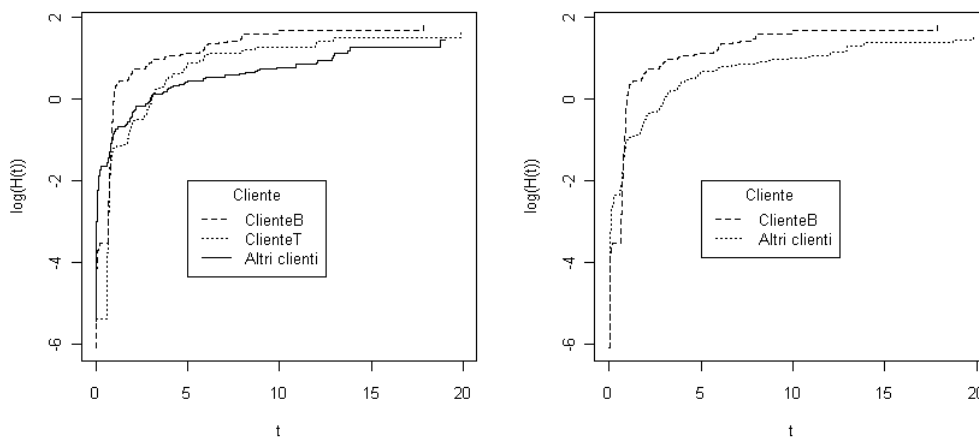 2
0
-2
-4
-6
log(H(t))
Cliente
ClienteB
ClienteT
Altri clienti
0
5
10
15
20
t
2
0
-2
-4
-6
log(H(t))
Cliente
ClienteB
Altri clienti
0
5
10
15
20
t